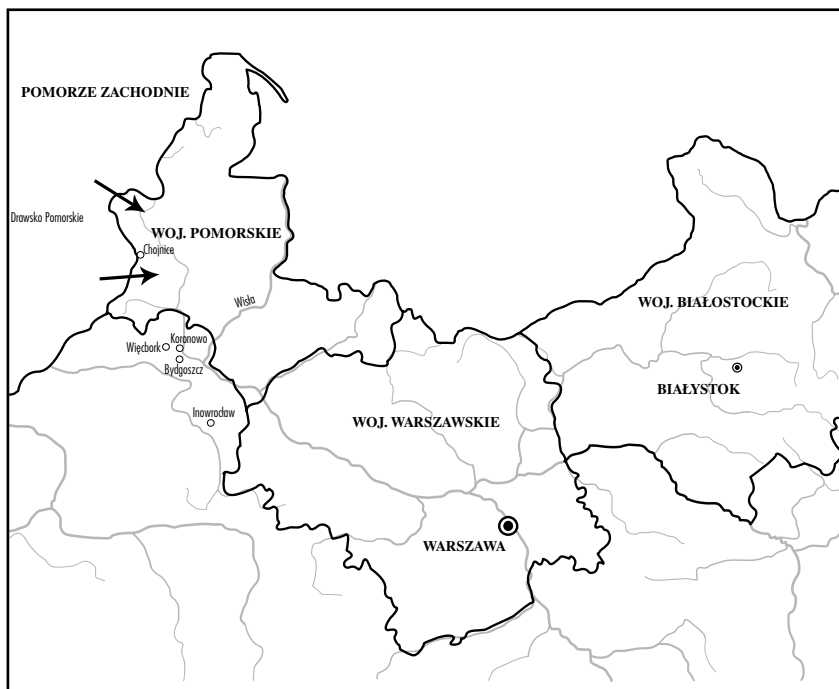 POMORZE ZACHODNIE
Drawsko Pomorskie
WOJ. POMORSKIE
Chojnice
Wisła
WOJ. BIAŁOSTOCKIE
Więcbork
Koronowo
Bydgoszcz
BIAŁYSTOK
Inowrocław
WOJ. WARSZAWSKIE
WARSZAWA